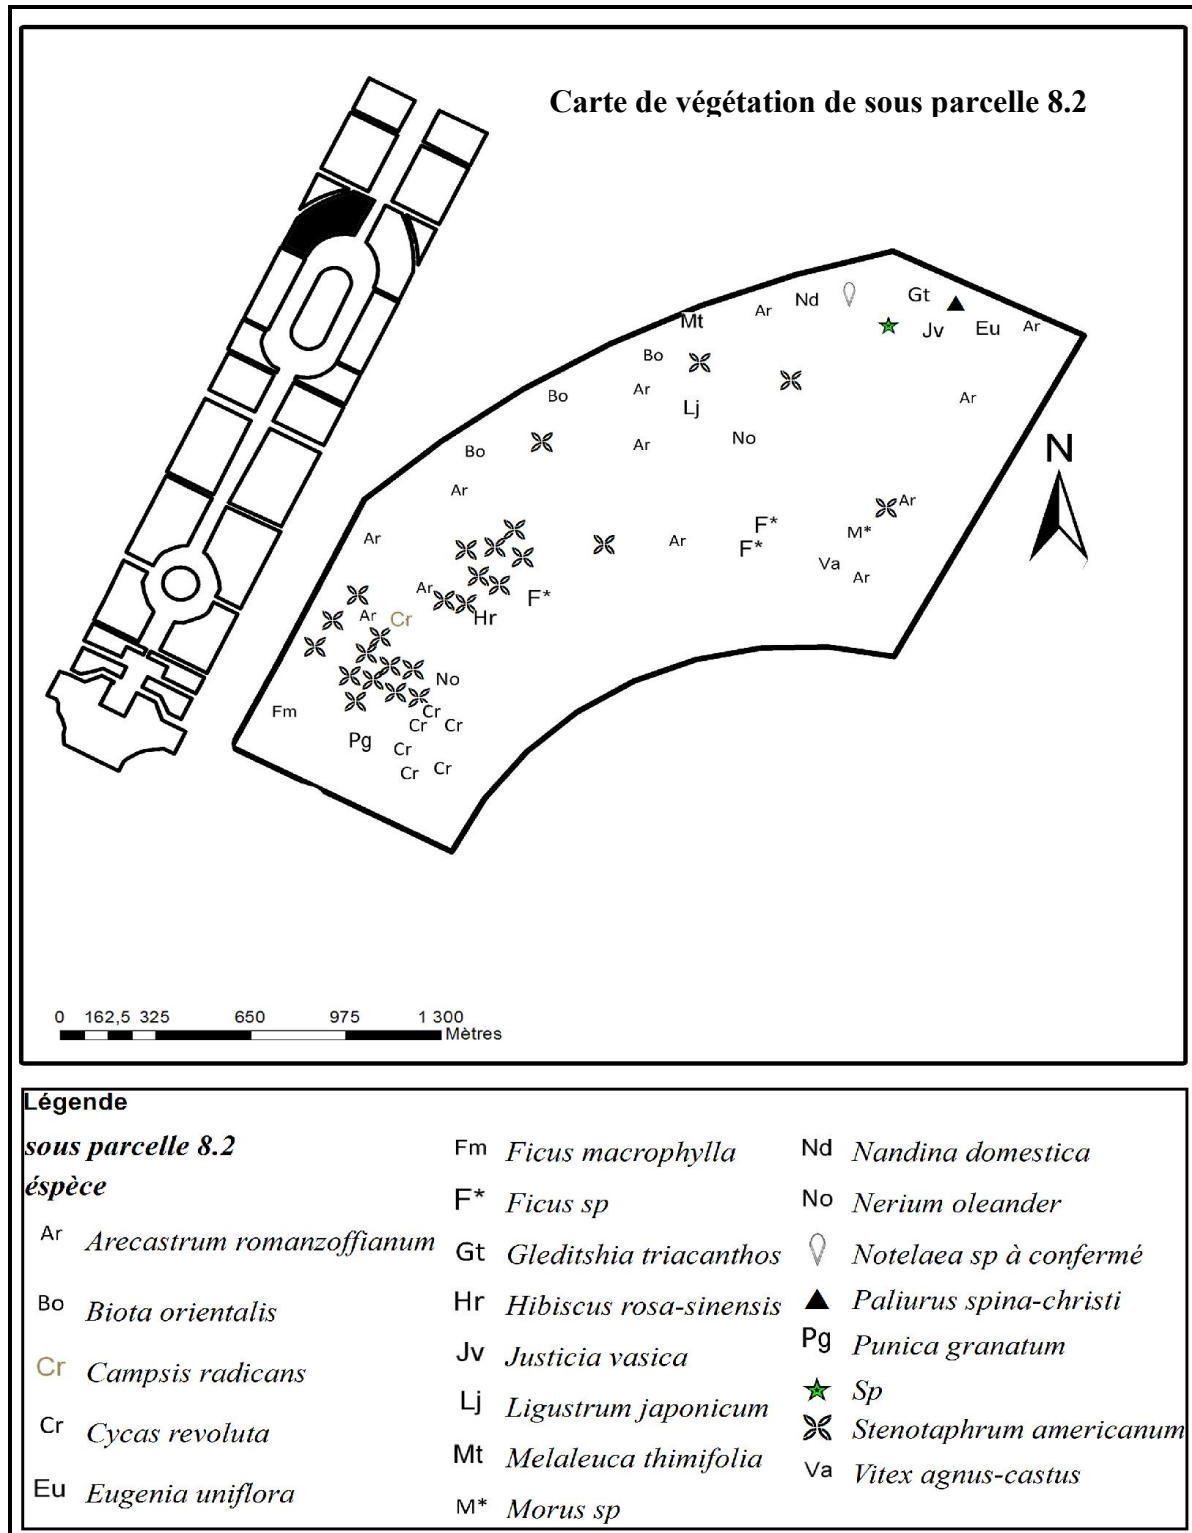 Carte de végétation de sous parcelle 8.2
Ar Nd Gt
Mt Jv Eu Ar
Bo
Bo Ar Lj Ar
Bo Ar No
Ar Ar
Ar Ar F* M*
F* Va Ar
Ar F*
Ar Cr Hr
No
Fm Cr
Cr Cr
Pg Cr
Cr Cr
N
0 162,5 325 650 975 1 300
Mètres
Légende
sous parcelle 8.2
éspèce
Ar Arecastrum romanzoffianum
Bo Biota orientalis
Cr Campsis radicans
Cr Cycas revoluta
Eu Eugenia uniflora
Fm Ficus macrophylla
F* Ficus sp
Gt Gleditshia triacanthos
Hr Hibiscus rosa-sinensis
Jv Justicia vasica
Lj Ligustrum japonicum
Mt Melaleuca thimifolia
M* Morus sp
Nd Nandina domestica
No Nerium oleander
Notelaea sp à confermé
Paliurus spina-christi
Pg Punica granatum
Sp
Stenotaphrum americanum
Va Vitex agnus-castus